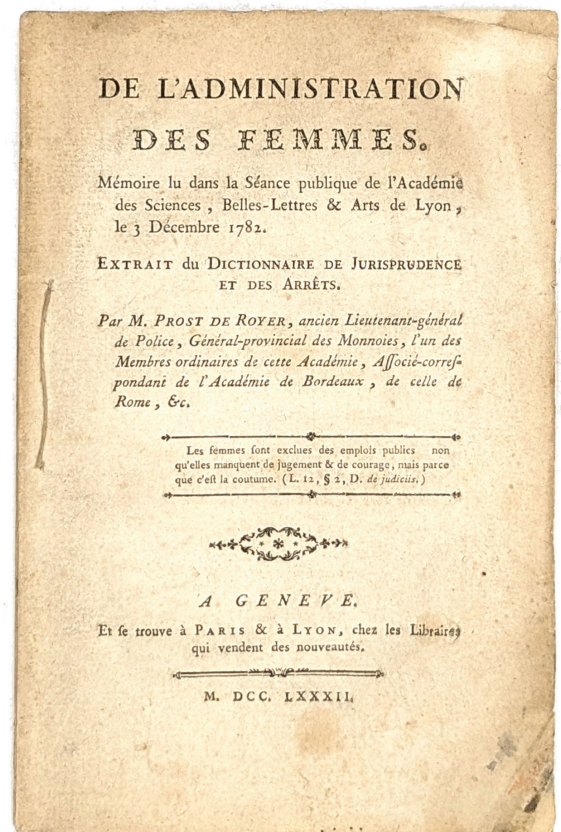 DE L'ADMINISTRATION
DES FEMMES.
Mémoire lu dans la Séance publique de l'Académie
des Sciences, Belles-Lettres & Arts de Lyon,
le 3 Décembre 1782.
EXTRAIT du DICTIONNAIRE DE JURISPRUDENCE
ET DES ARRÊTS.
Par M. PROST DE ROYER, ancien Lieutenant-général
de Police, Général-provincial des Monnoies, l'un des
Membres ordinaires de cette Académie, Aſſocié-correſ-
pondant de l'Académie de Bordeaux, de celle de
Rome, &c.
Les femmes ſont exclues des emplois publics non
qu'elles manquent de jugement & de courage, mais parce
que c'eſt la coutume. (L. 12, § 2, D. de judiciis.)
A GENEVE.
Et ſe trouve à PARIS & à LYON, chez les Libraires
qui vendent des nouveautés.
M. DCC. LXXXII.